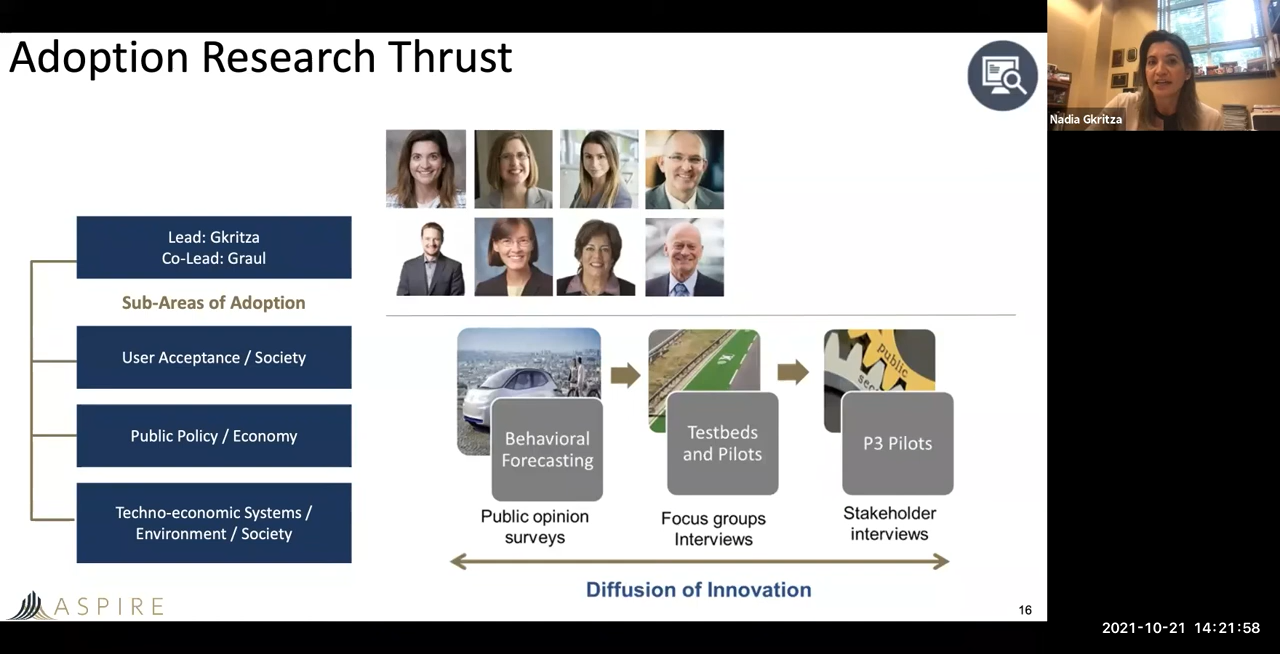 Adoption Research Thrust
Nadia Gkritza
Lead: Gkritza
Co-Lead: Graul
Sub-Areas of Adoption
User Acceptance / Society
Public Policy / Economy
Techno-economic Systems /
Environment / Society
public
sec
Behavioral
Forecasting
Testbeds
and Pilots
P3 Pilots
Public opinion
surveys
Focus groups
Interviews
Stakeholder
interviews
Diffusion of Innovation
ASPIRE
16
2021-10-21 14:21:58